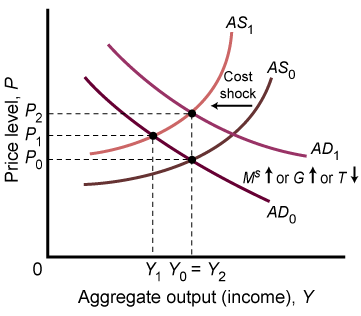 AS₁
AS₀
Cost
shock
Price level, P
P₂
P₁
P₀
AD₁
Mˢ ↑ or G ↑ or T ↓
AD₀
0
Y₁ Y₀ = Y₂
Aggregate output (income), Y